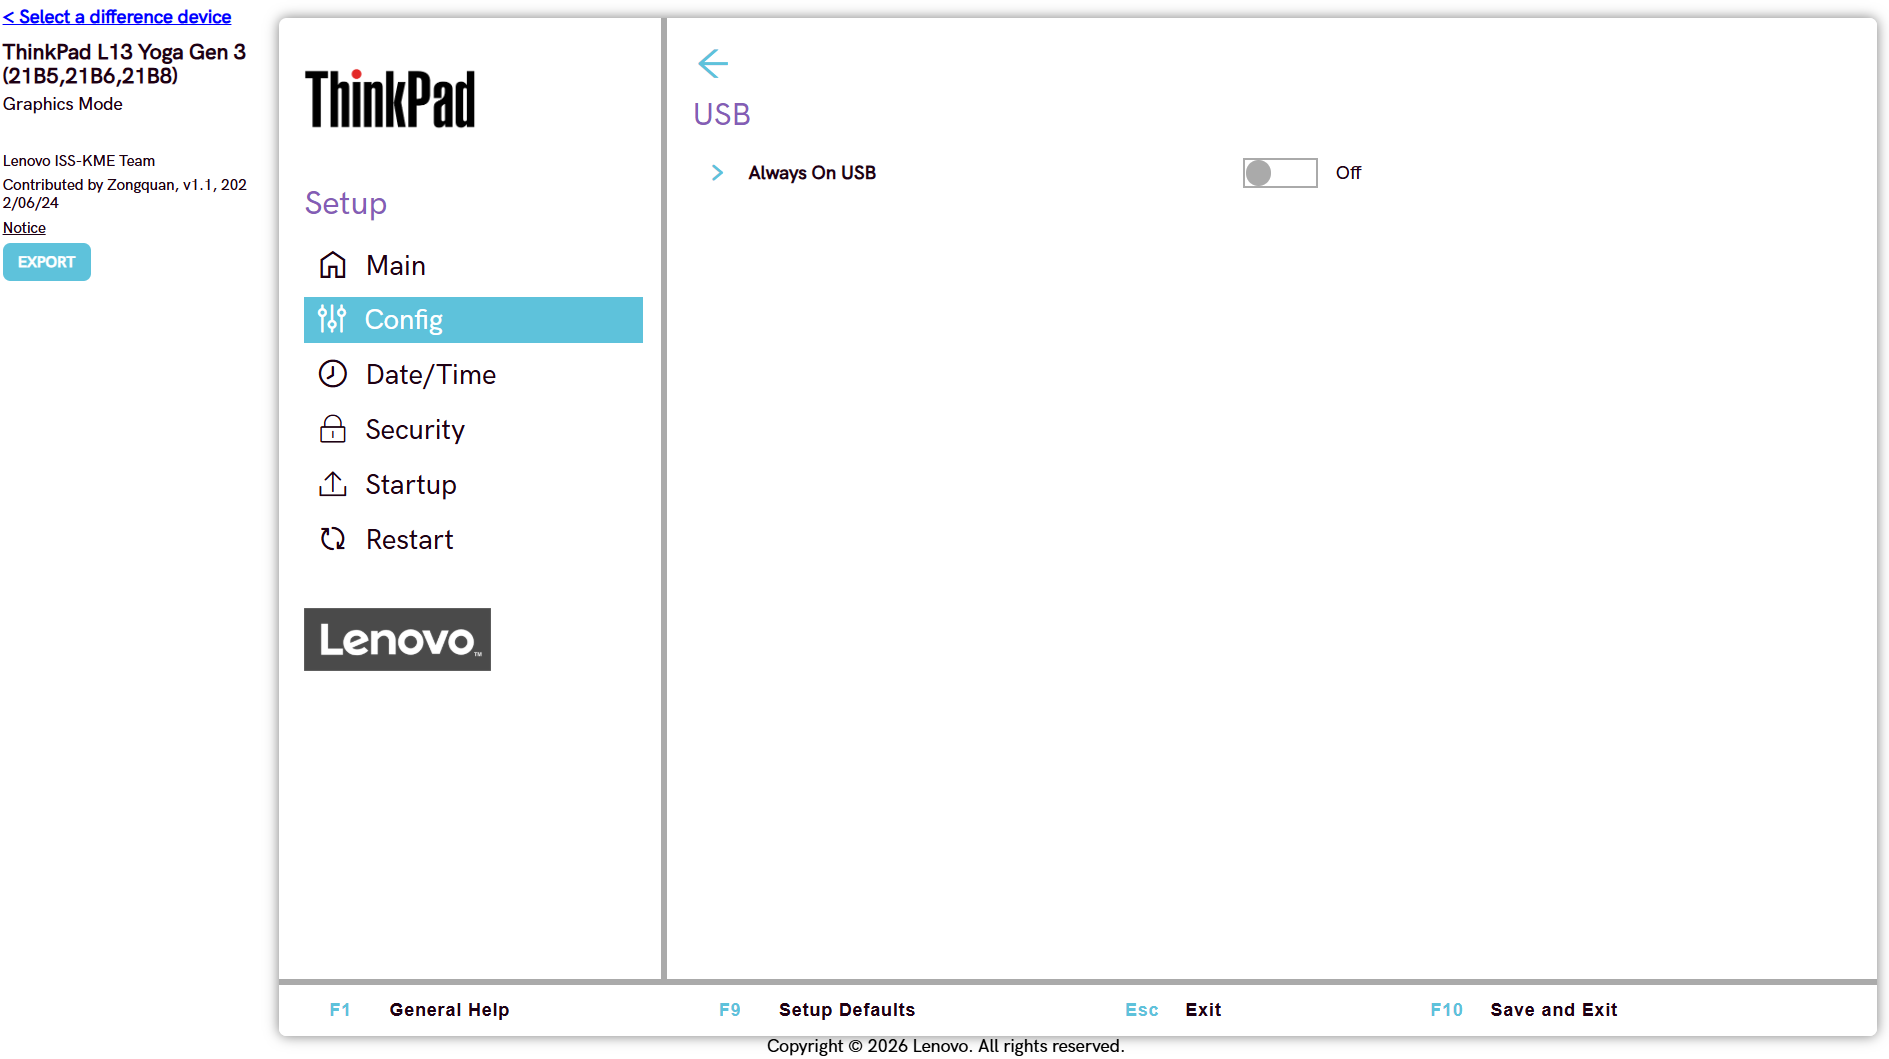 < Select a difference device
ThinkPad L13 Yoga Gen 3
(21B5,21B6,21B8)
Graphics Mode
Lenovo ISS-KME Team
Contributed by Zongquan, v1.1, 202
2/06/24
Notice
EXPORT
ThinkPad
Setup
Main
Config
Date/Time
Security
Startup
Restart
Lenovo™
USB
Always On USB Off
F1 General Help F9 Setup Defaults Esc Exit F10 Save and Exit
Copyright © 2026 Lenovo. All rights reserved.